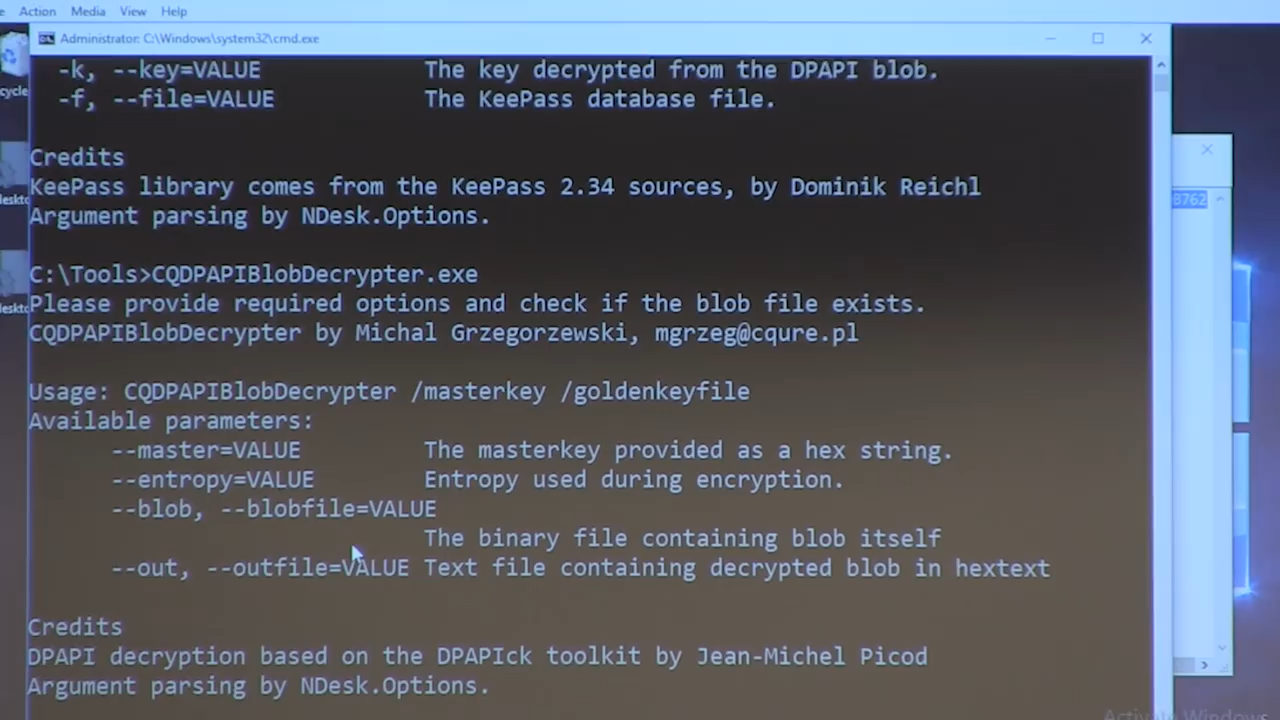 Action Media View Help
Administrator: C:\Windows\system32\cmd.exe
-k, --key=VALUE The key decrypted from the DPAPI blob.
-f, --file=VALUE The KeePass database file.
Credits
KeePass library comes from the KeePass 2.34 sources, by Dominik Reichl
Argument parsing by NDesk.Options.
C:\Tools>CQDPAPIBlobDecrypter.exe
Please provide required options and check if the blob file exists.
CQDPAPIBlobDecrypter by Michal Grzegorzewski, mgrzeg@cqure.pl
Usage: CQDPAPIBlobDecrypter /masterkey /goldenkeyfile
Available parameters:
--master=VALUE The masterkey provided as a hex string.
--entropy=VALUE Entropy used during encryption.
--blob, --blobfile=VALUE
The binary file containing blob itself
--out, --outfile=VALUE Text file containing decrypted blob in hextext
Credits
DPAPI decryption based on the DPAPIck toolkit by Jean-Michel Picod
Argument parsing by NDesk.Options.